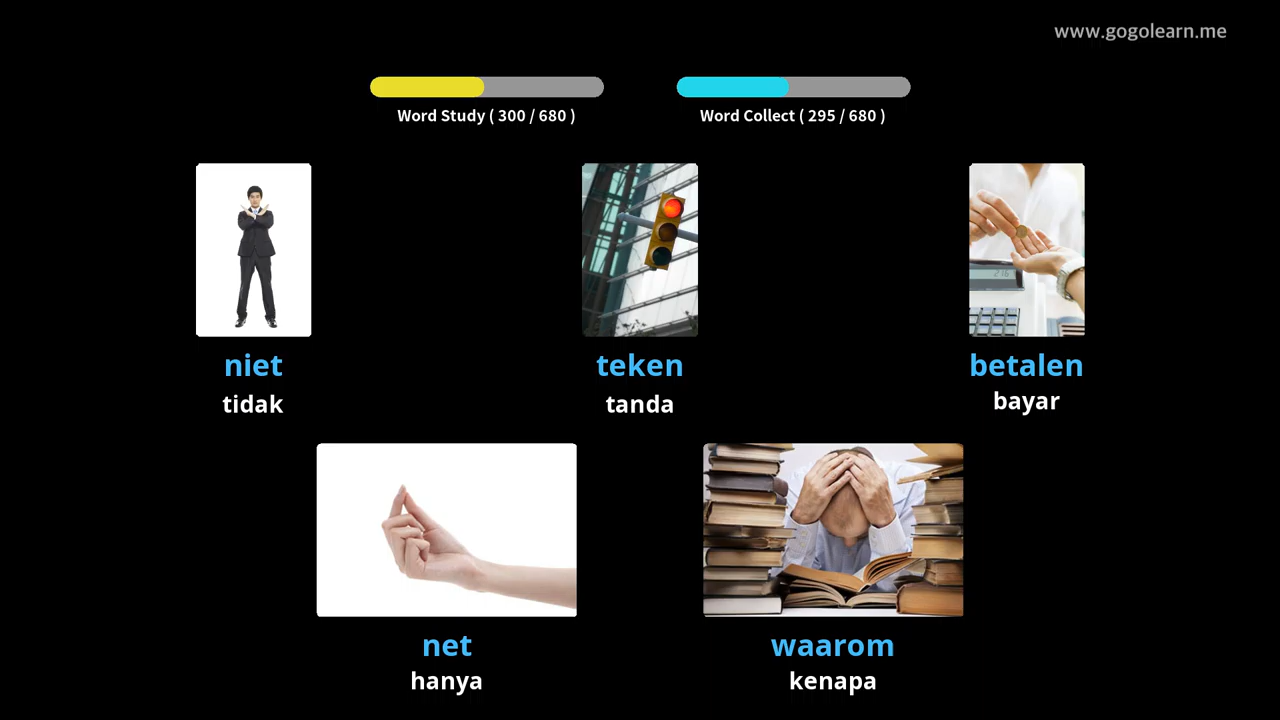 www.gogolearn.me
Word Study ( 300 / 680 )
Word Collect ( 295 / 680 )
niet
tidak
teken
tanda
betalen
bayar
net
hanya
waarom
kenapa